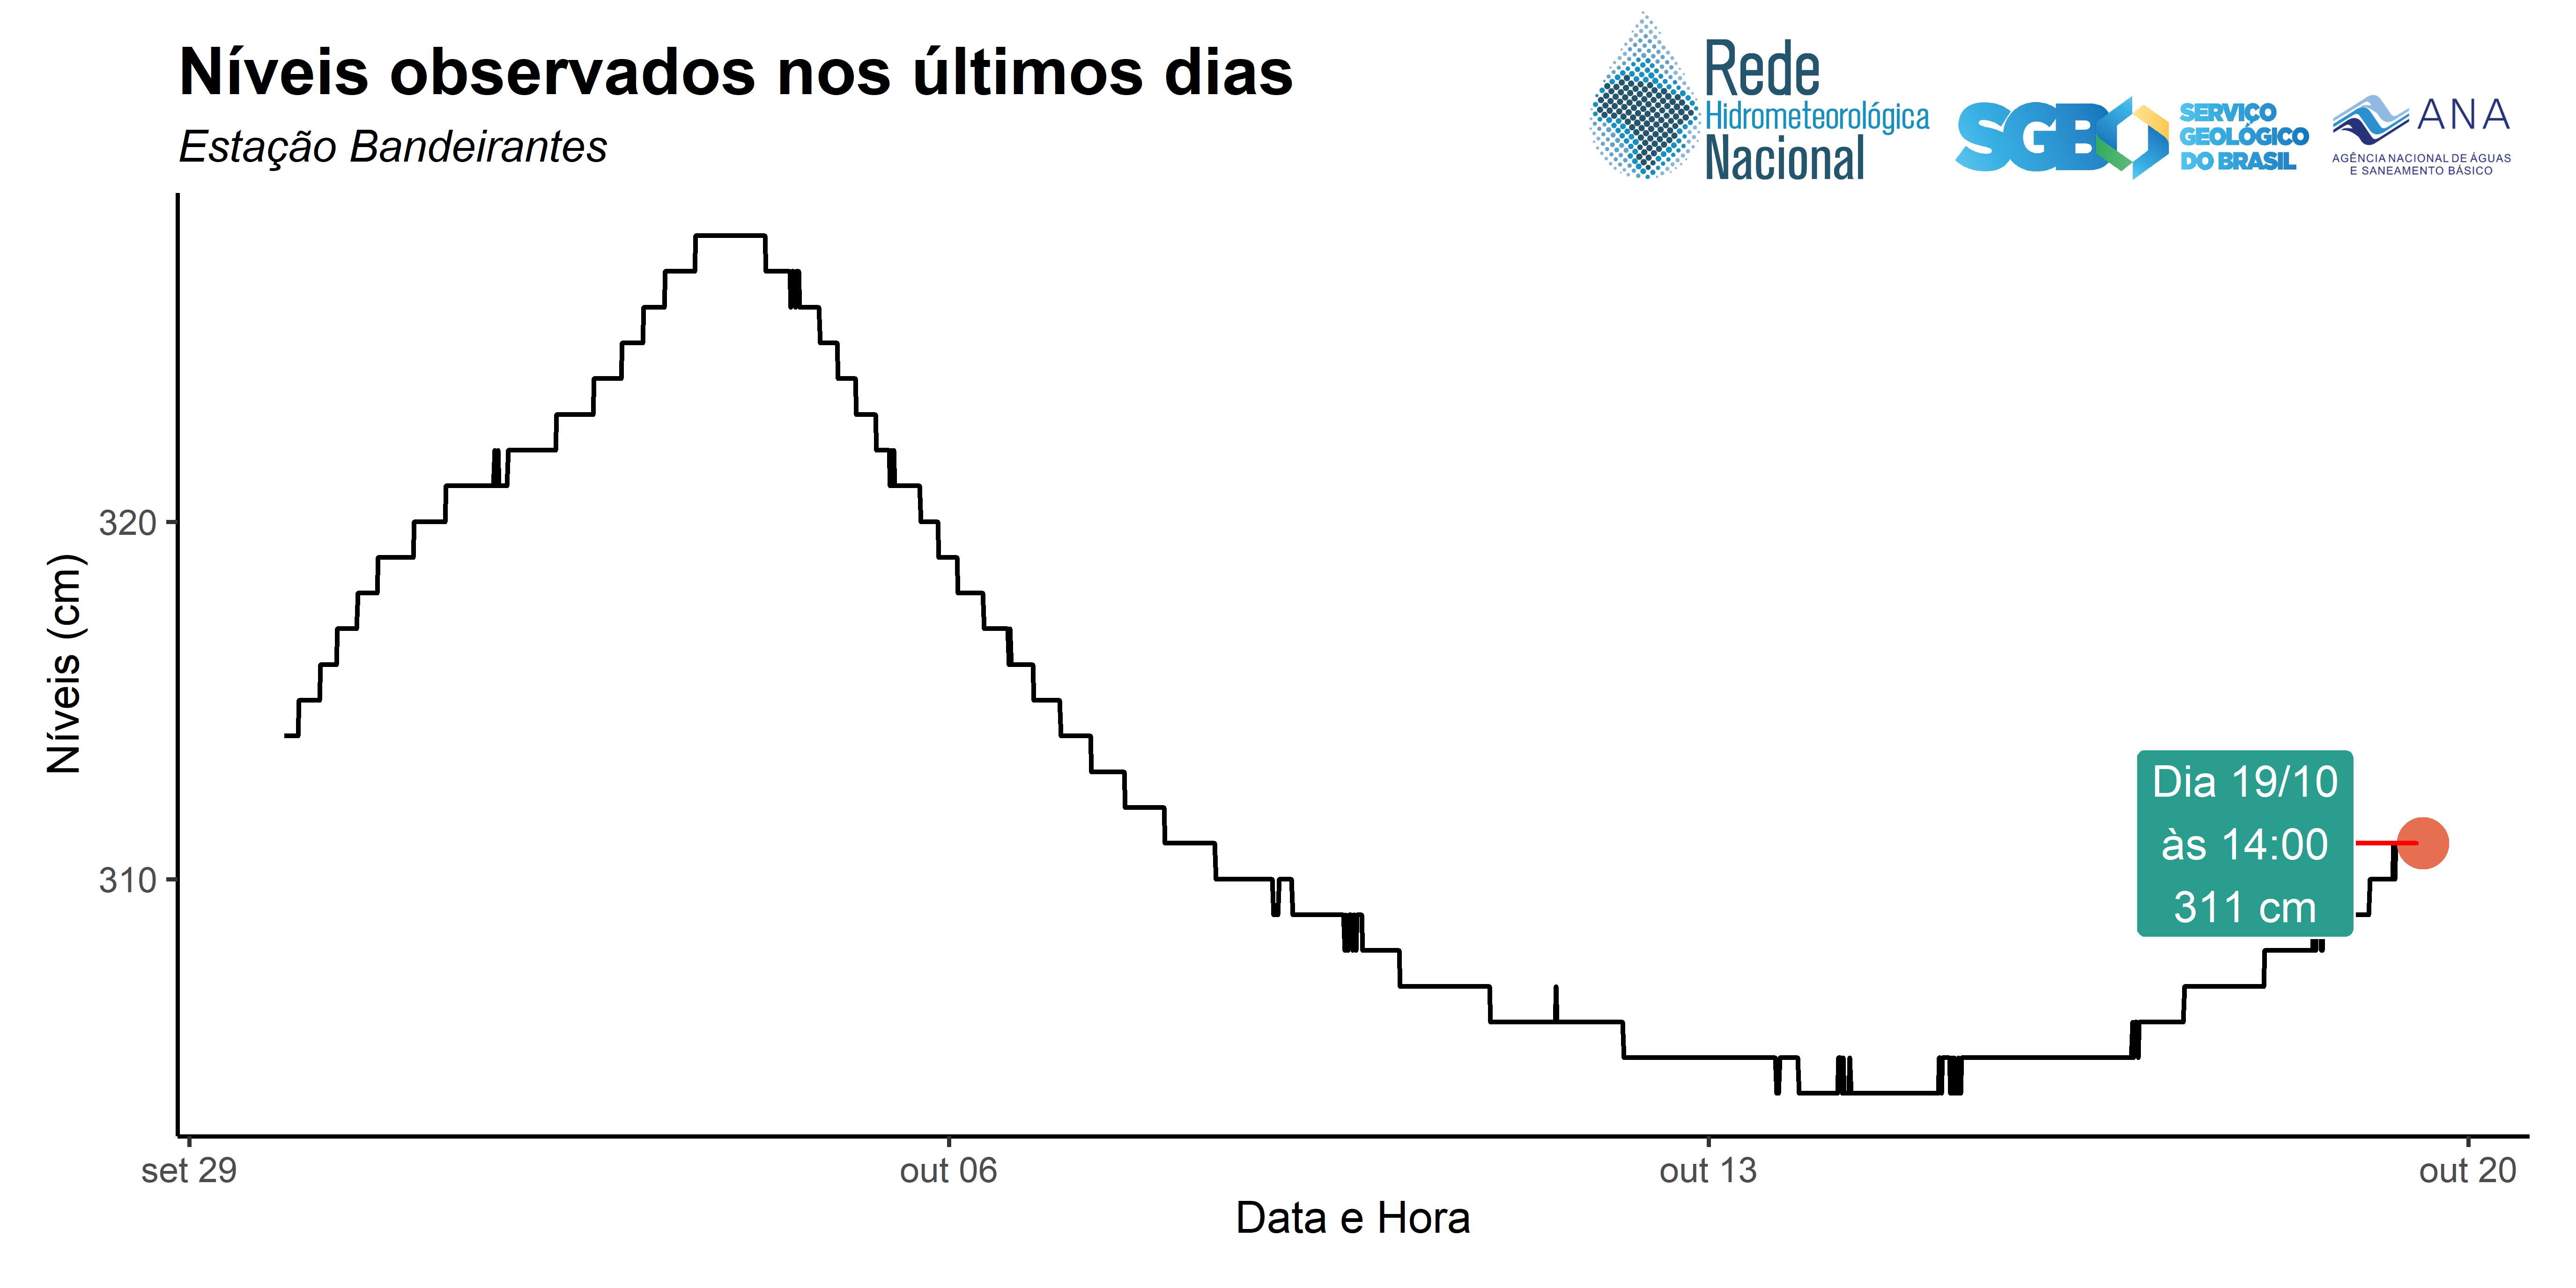 Níveis observados nos últimos dias
Estação Bandeirantes
Rede
Hidrometeorológica
Nacional
SGB
SERVIÇO
GEOLÓGICO
DO BRASIL
ANA
AGÊNCIA NACIONAL DE ÁGUAS
E SANEAMENTO BÁSICO
Níveis (cm)
320
310
Dia 19/10
às 14:00
311 cm
set 29
out 06
out 13
out 20
Data e Hora